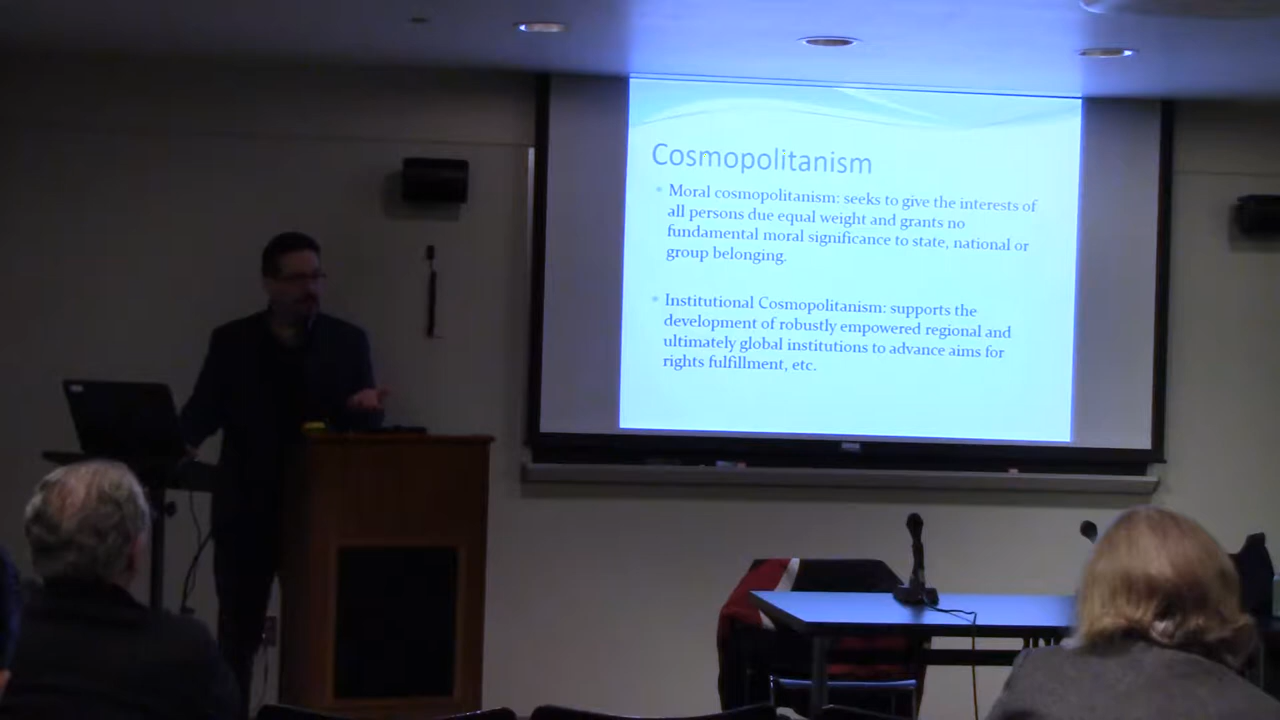 Cosmopolitanism
Moral cosmopolitanism: seeks to give the interests of
all persons due equal weight and grants no
fundamental moral significance to state, national or
group belonging.
Institutional Cosmopolitanism: supports the
development of robustly empowered regional and
ultimately global institutions to advance aims for
rights fulfillment, etc.